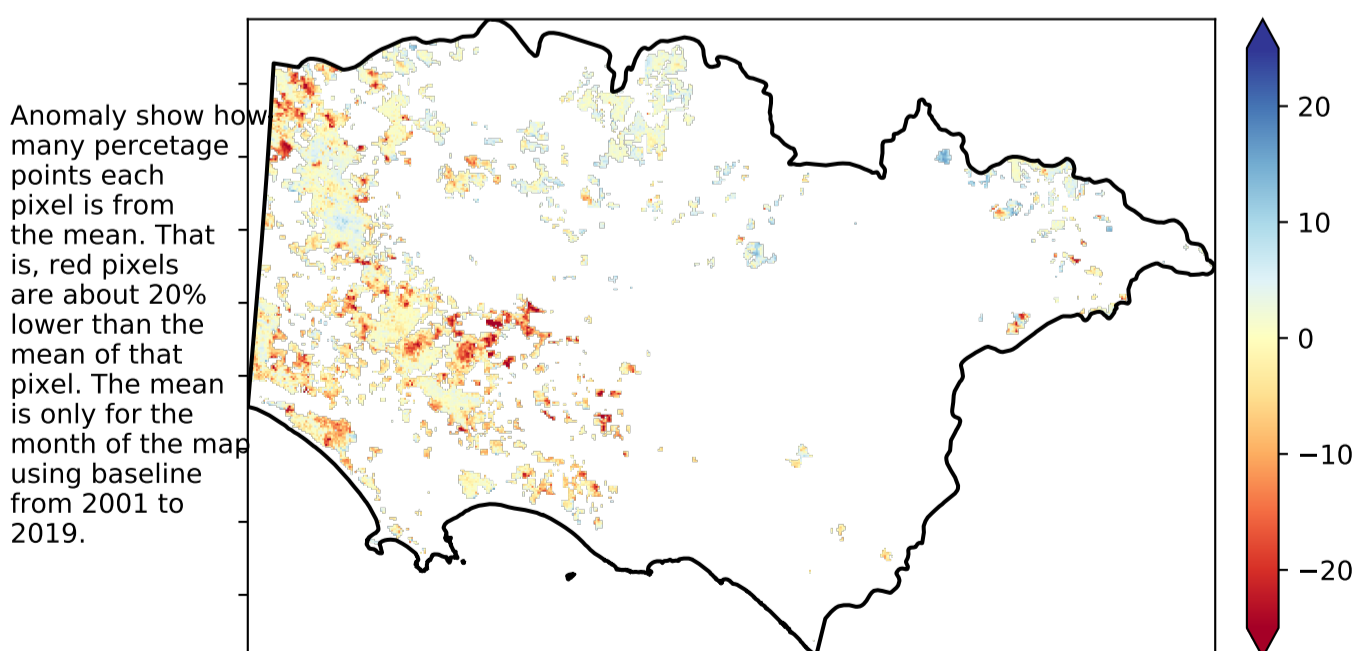 Anomaly show how
many percetage
points each
pixel is from
the mean. That
is, red pixels
are about 20%
lower than the
mean of that
pixel. The mean
is only for the
month of the map
using baseline
from 2001 to
2019.
20
10
0
−10
−20